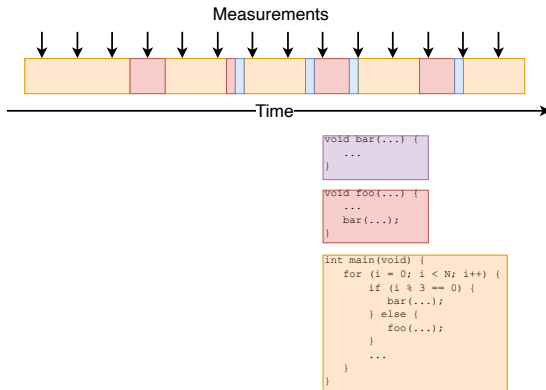 Measurements
Time
void bar(...) {
...
}
void foo(...) {
...
bar(...);
}
int main(void) {
for (i = 0; i < N; i++) {
if (i % 3 == 0) {
bar(...);
} else {
foo(...);
}
...
}
}